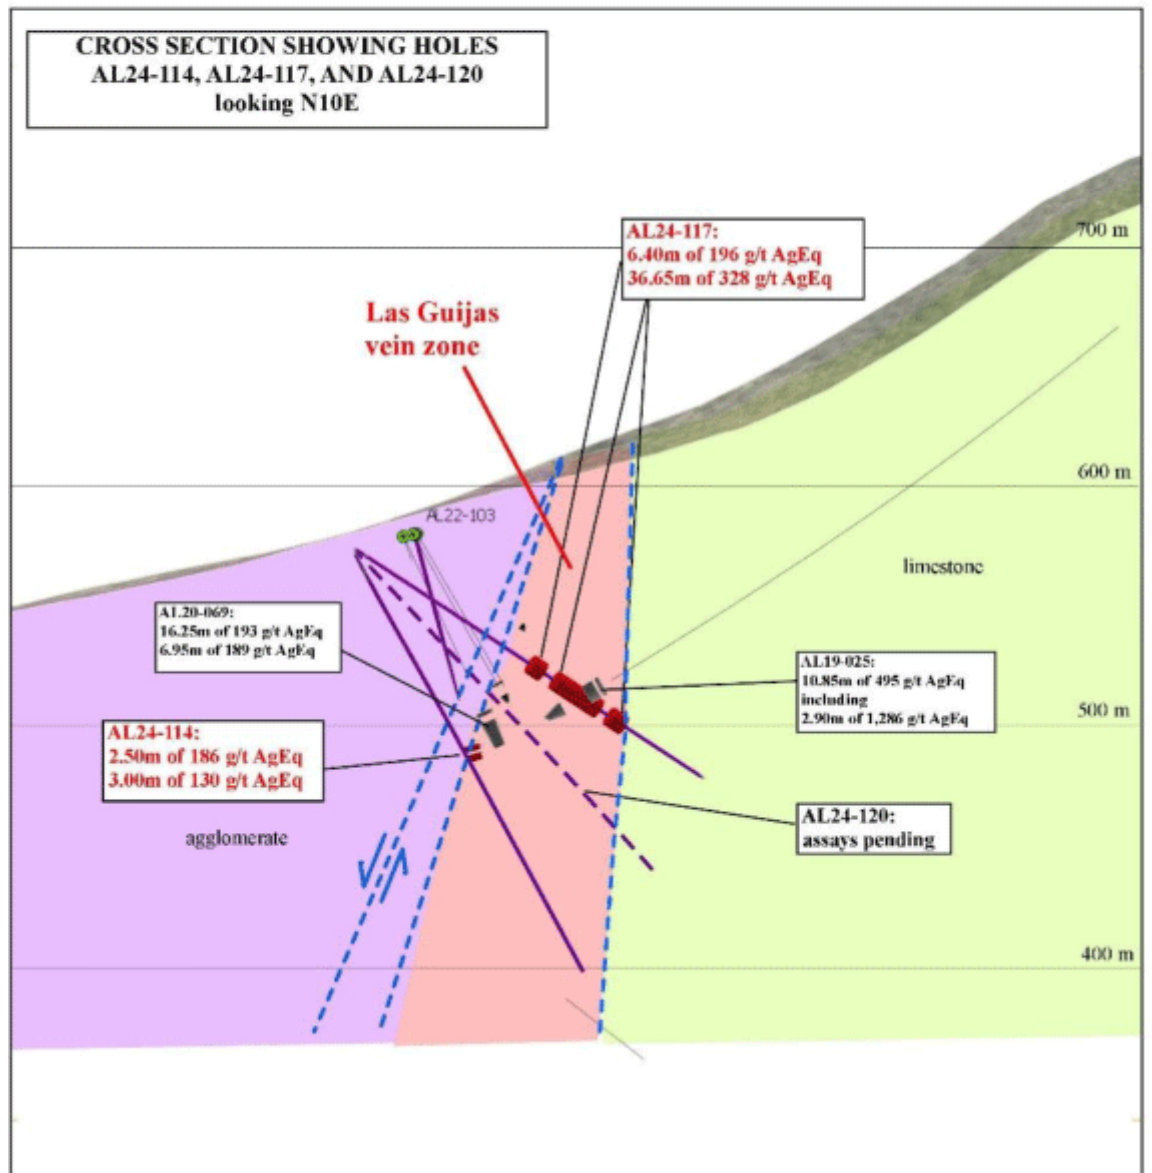 CROSS SECTION SHOWING HOLES
AL24-114, AL24-117, AND AL24-120
looking N10E
700 m
AL24-117:
6.40m of 196 g/t AgEq
36.65m of 328 g/t AgEq
Las Guijas
vein zone
600 m
AL22-103
limestone
AL20-069:
16.25m of 193 g/t AgEq
6.95m of 189 g/t AgEq
AL19-025:
10.85m of 495 g/t AgEq
including
2.90m of 1,286 g/t AgEq
500 m
AL24-114:
2.50m of 186 g/t AgEq
3.00m of 130 g/t AgEq
AL24-120:
assays pending
agglomerate
400 m